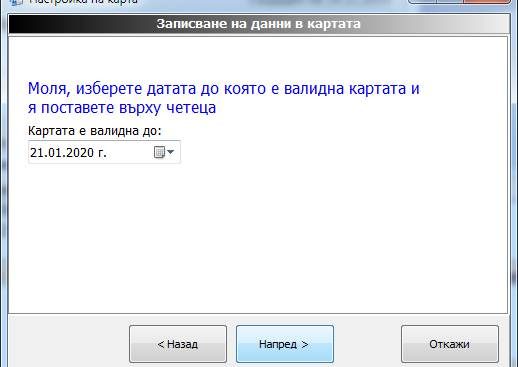 Настройка на карта
Записване на данни в картата
Моля, изберете датата до която е валидна картата и
я поставете върху четеца
Картата е валидна до:
21.01.2020 г.
< Назад
Напред >
Откажи